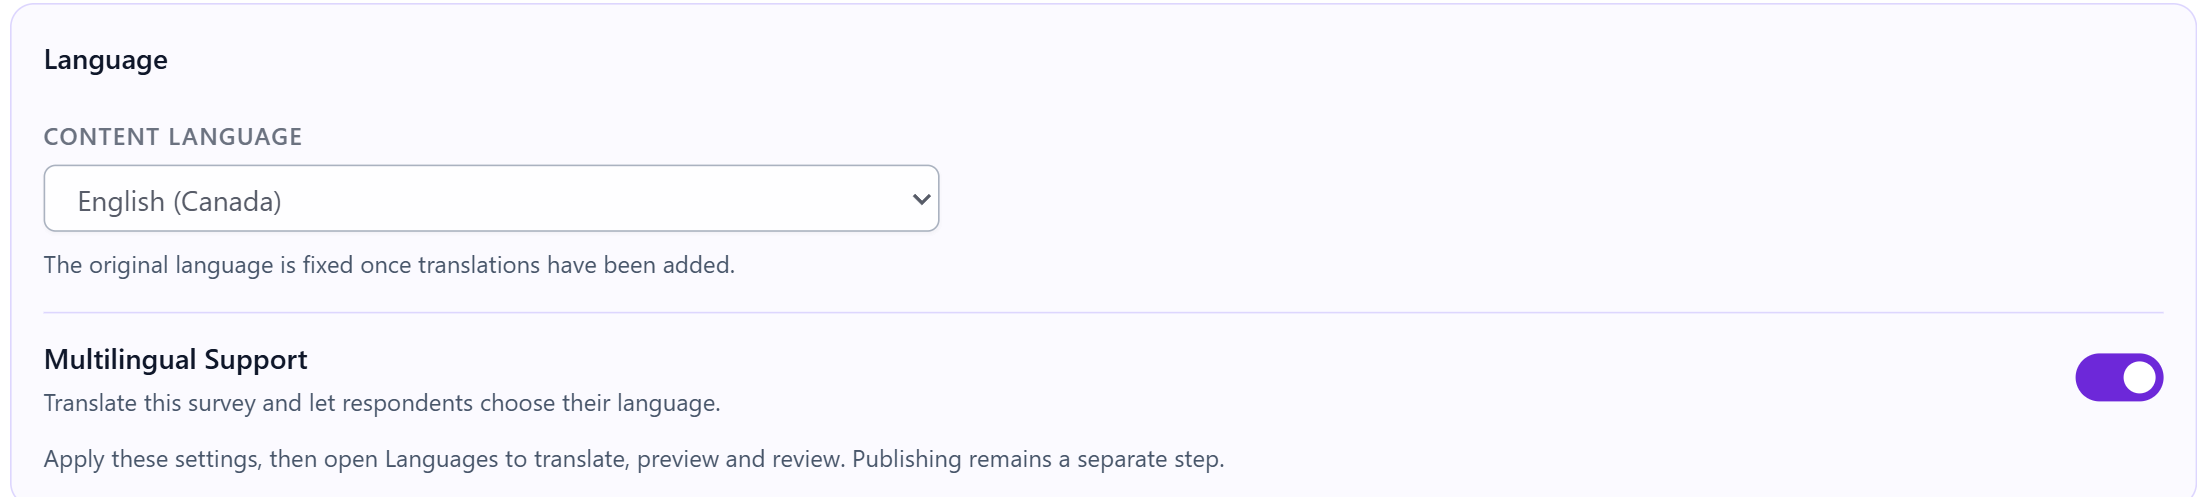 Language
CONTENT LANGUAGE
English (Canada)
The original language is fixed once translations have been added.
Multilingual Support
Translate this survey and let respondents choose their language.
Apply these settings, then open Languages to translate, preview and review. Publishing remains a separate step.